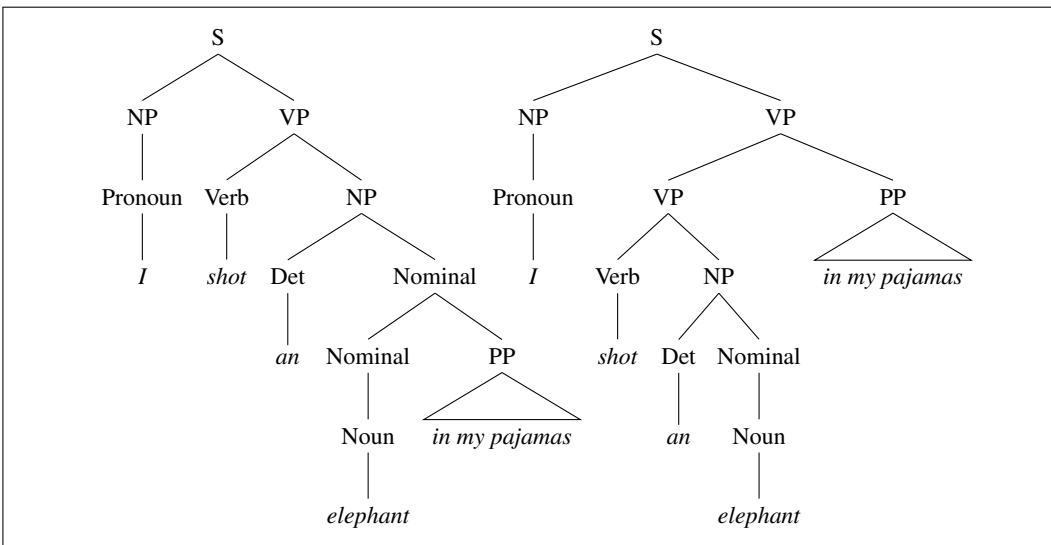 S S
NP VP NP VP
Pronoun Verb NP Pronoun VP PP
I shot Det Nominal I Verb NP in my pajamas
an Nominal PP shot Det Nominal
Noun in my pajamas an Noun
elephant elephant